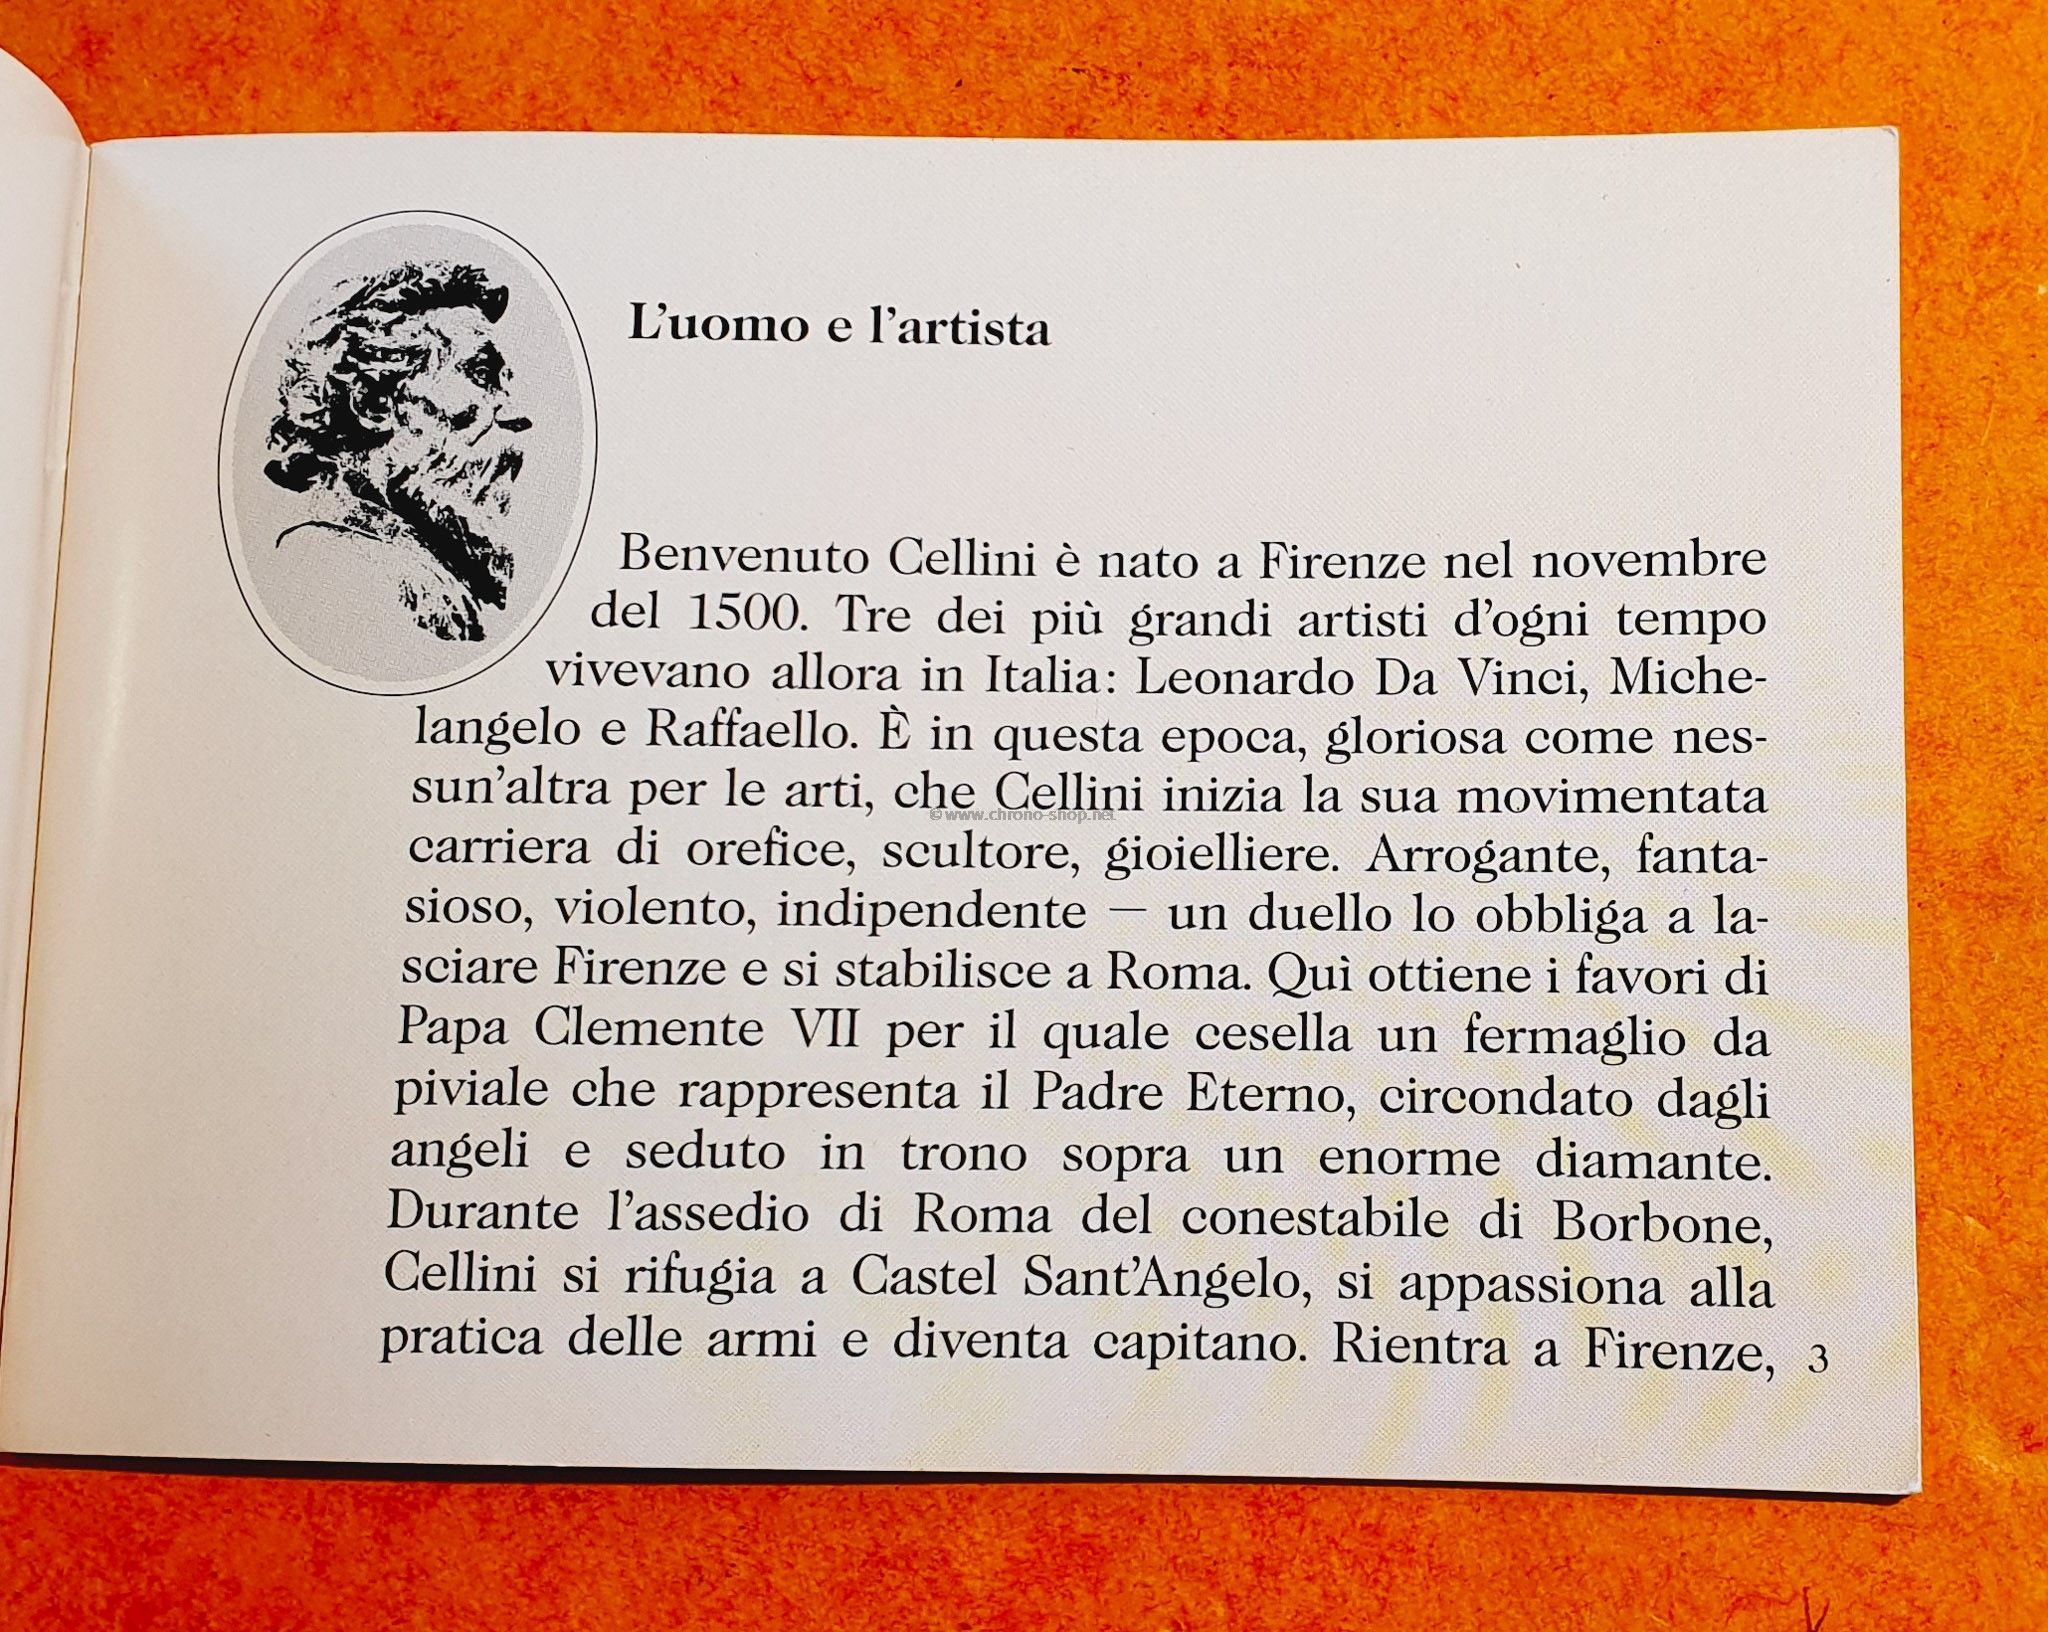 L'uomo e l'artista
Benvenuto Cellini è nato a Firenze nel novembre
del 1500. Tre dei più grandi artisti d'ogni tempo
vivevano allora in Italia: Leonardo Da Vinci, Miche-
langelo e Raffaello. È in questa epoca, gloriosa come nes-
sun'altra per le arti, che Cellini inizia la sua movimentata
©www.chrono-shop.net
carriera di orefice, scultore, gioielliere. Arrogante, fanta-
sioso, violento, indipendente — un duello lo obbliga a la-
sciare Firenze e si stabilisce a Roma. Quì ottiene i favori di
Papa Clemente VII per il quale cesella un fermaglio da
piviale che rappresenta il Padre Eterno, circondato dagli
angeli e seduto in trono sopra un enorme diamante.
Durante l'assedio di Roma del conestabile di Borbone,
Cellini si rifugia a Castel Sant'Angelo, si appassiona alla
pratica delle armi e diventa capitano. Rientra a Firenze, 3